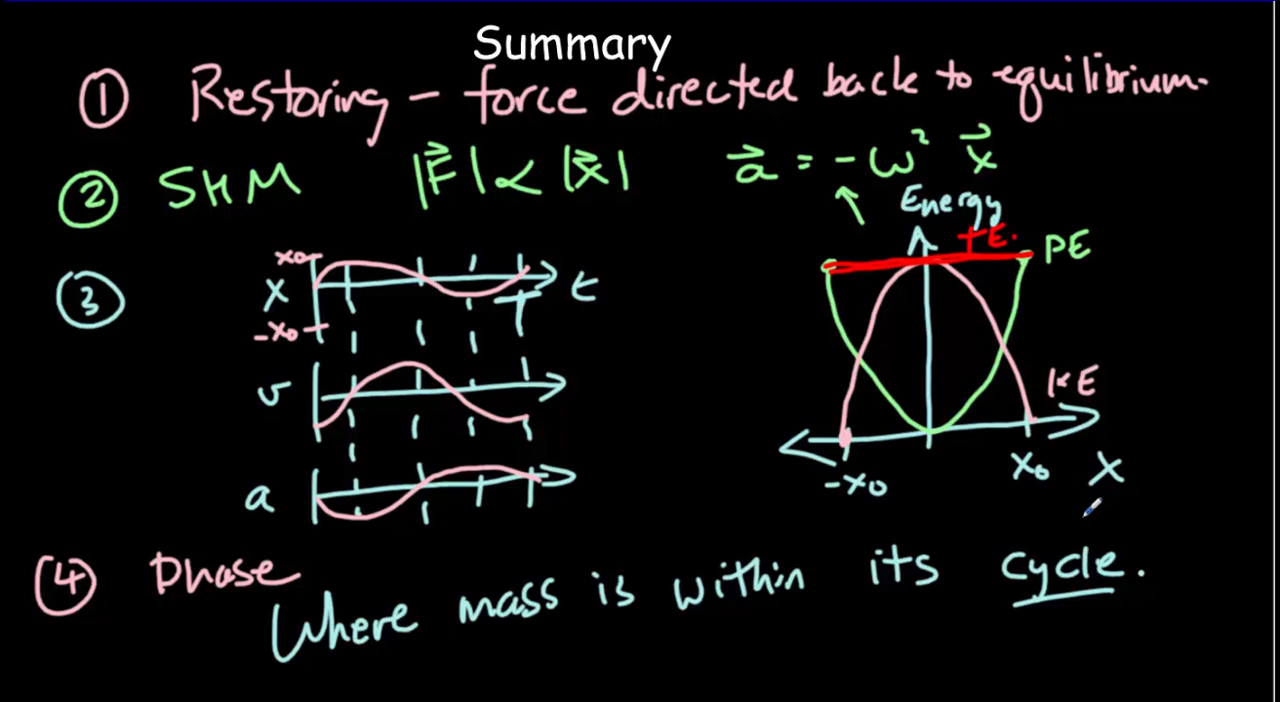 Summary
① Restoring – force directed back to equilibrium.
② SHM |F⃗| ∝ |x⃗| a⃗ = -ω² x⃗
Energy
T E.
PE
③
x₀
X
t
-x₀
T
v
KE
a
-x₀
x₀
X
④ Phase
Where mass is within its cycle.